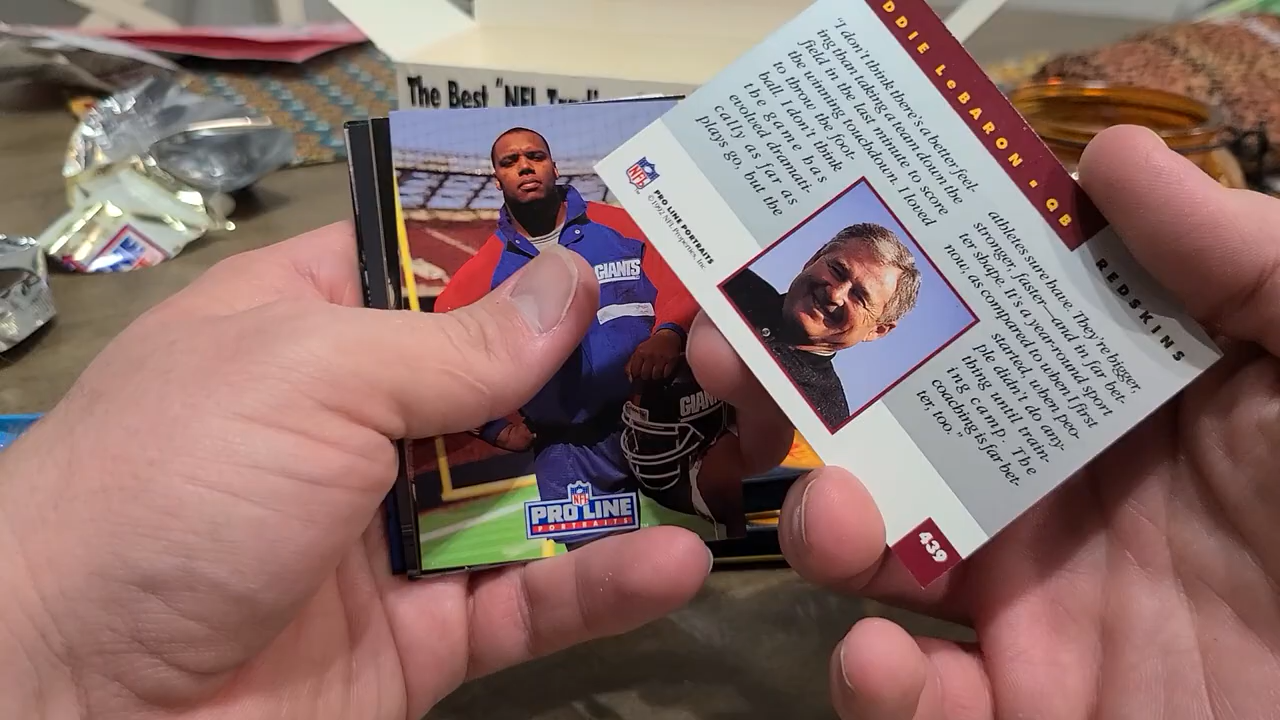 The Best "NFL
GIANTS
GIANTS
NFL
PRO LINE
PORTRAITS
DDIE LeBARON ▪ QB
REDSKINS
"I don't think there's a better feel-
ing than taking a team down the
field in the last minute to score
the winning touchdown. I loved
to throw the foot-
ball. I don't think
the game has
evolved dramati-
cally as far as
plays go, but the
athletes sure have. They're bigger,
stronger, faster—and in far bet-
ter shape. It's a year-round sport
now, as compared to when I first
started, when peo-
ple didn't do any-
thing until train-
ing camp. The
coaching is far bet-
ter, too."
NFL
PRO LINE PORTRAITS
©1992 NFL Properties, Inc.
439